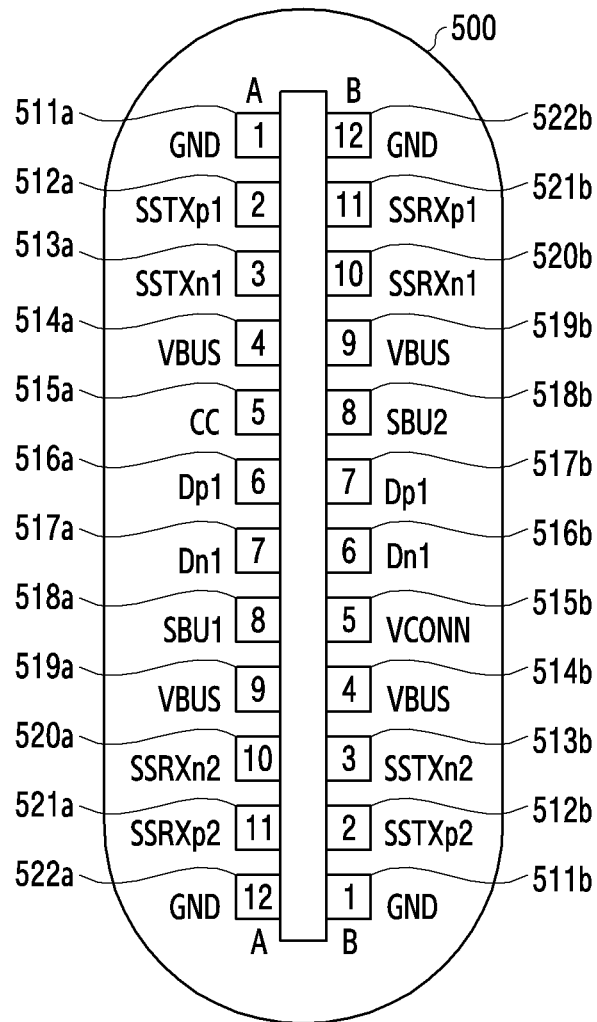 500
A B
511a 1 12 522b
GND GND
512a 2 11 521b
SSTXp1 SSRXp1
513a 3 10 520b
SSTXn1 SSRXn1
514a 4 9 519b
VBUS VBUS
515a 5 8 518b
CC SBU2
516a 6 7 517b
Dp1 Dp1
517a 7 6 516b
Dn1 Dn1
518a 8 5 515b
SBU1 VCONN
519a 9 4 514b
VBUS VBUS
520a 10 3 513b
SSRXn2 SSTXn2
521a 11 2 512b
SSRXp2 SSTXp2
522a 12 1 511b
GND GND
A B